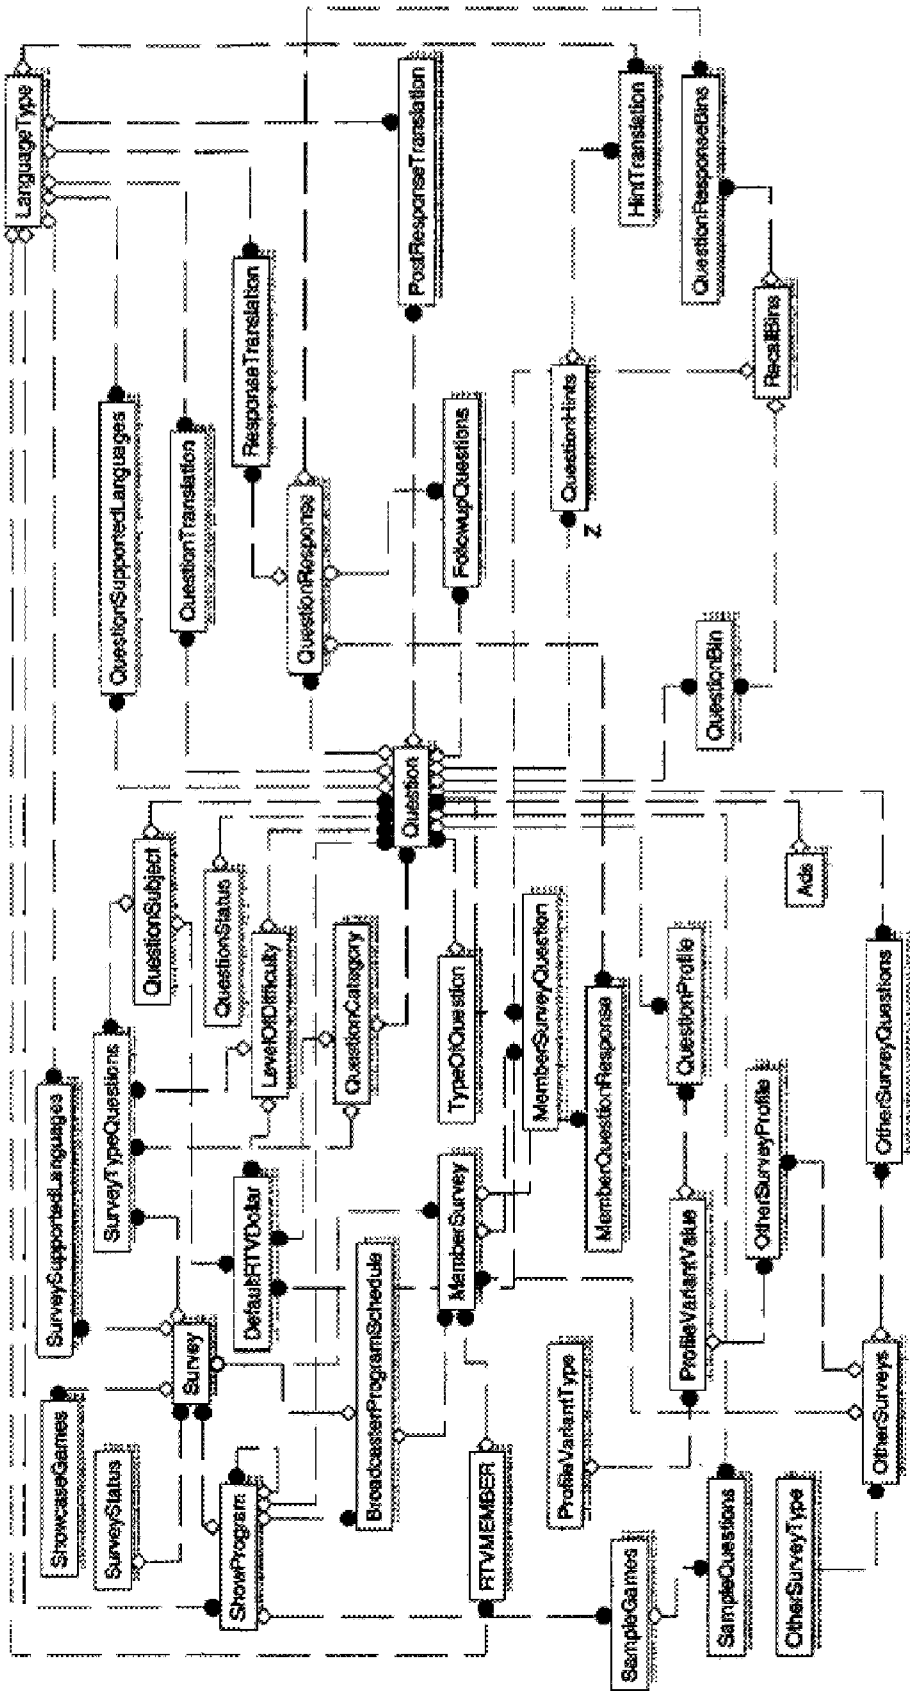 LanguageType
PostResponseTranslation
HintTranslation
QuestionResponseBins
ResponseTranslation
QuestionSupportedLanguages
QuestionTranslation
QuestionResponse
FollowupQuestions
QuestionHints
Z
RecallBins
QuestionBin
Question
QuestionSubject
QuestionStatus
LevelOfDifficulty
QuestionCategory
TypeOfQuestion
MemberSurveyQuestion
MemberQuestionResponse
QuestionProfile
Ads
OtherSurveyQuestions
SurveySupportedLanguages
SurveyTypeQuestions
DefaultRTVDollar
MemberSurvey
BroadcasterProgramSchedule
ProfileVariantValue
OtherSurveyProfile
Survey
ProfileVariantType
OtherSurveys
ShowcaseGames
SurveyStatus
ShowProgram
RTVMEMBER
SampleGames
SampleQuestions
OtherSurveyType